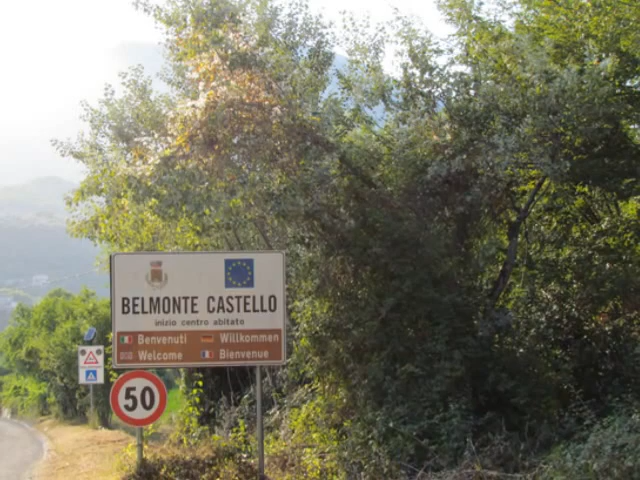 BELMONTE CASTELLO
inizio centro abitato
Benvenuti Willkommen
Welcome Bienvenue
50